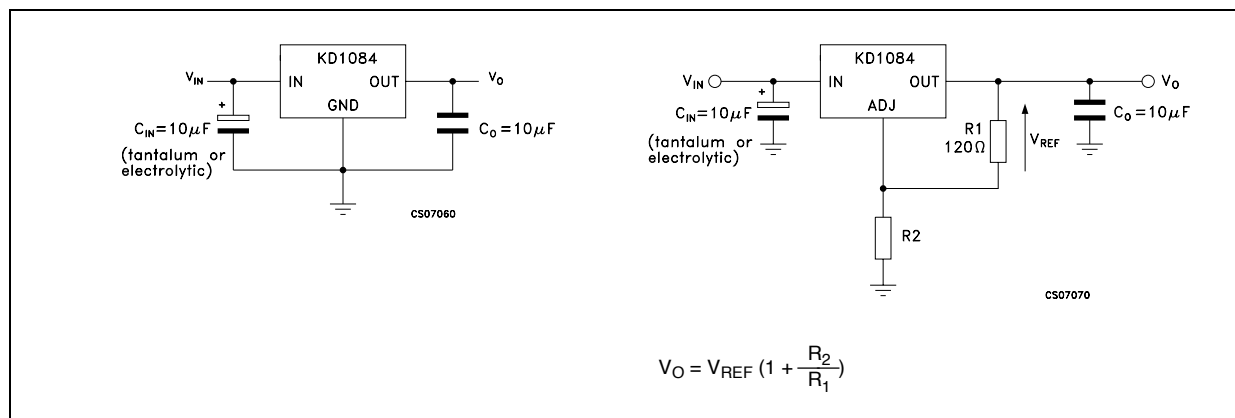 KD1084
V_IN
IN
OUT
V_O
GND
+
C_IN=10μF
(tantalum or
electrolytic)
C_O=10μF
CS07060
KD1084
V_IN
IN
OUT
V_O
ADJ
+
C_IN=10μF
(tantalum or
electrolytic)
R1
120Ω
V_REF
C_O=10μF
R2
CS07070
V_O = V_REF (1 + R_2/R_1)